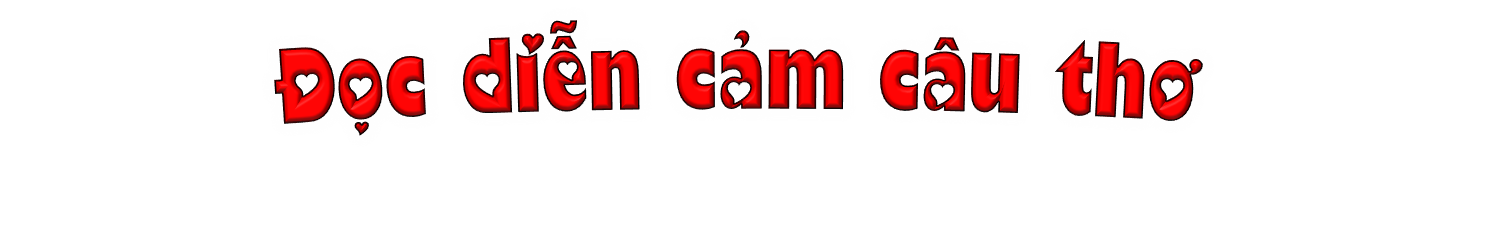 Đọc diễn cảm câu thơ